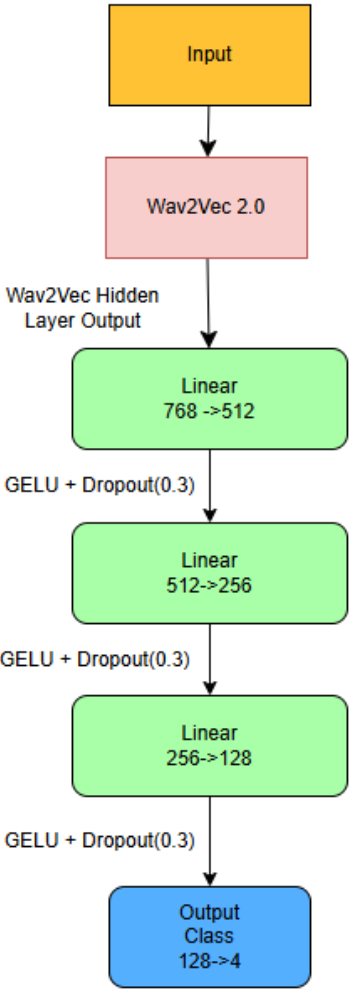 Input
Wav2Vec 2.0
Wav2Vec Hidden
Layer Output
Linear
768 ->512
GELU + Dropout(0.3)
Linear
512->256
GELU + Dropout(0.3)
Linear
256->128
GELU + Dropout(0.3)
Output
Class
128->4